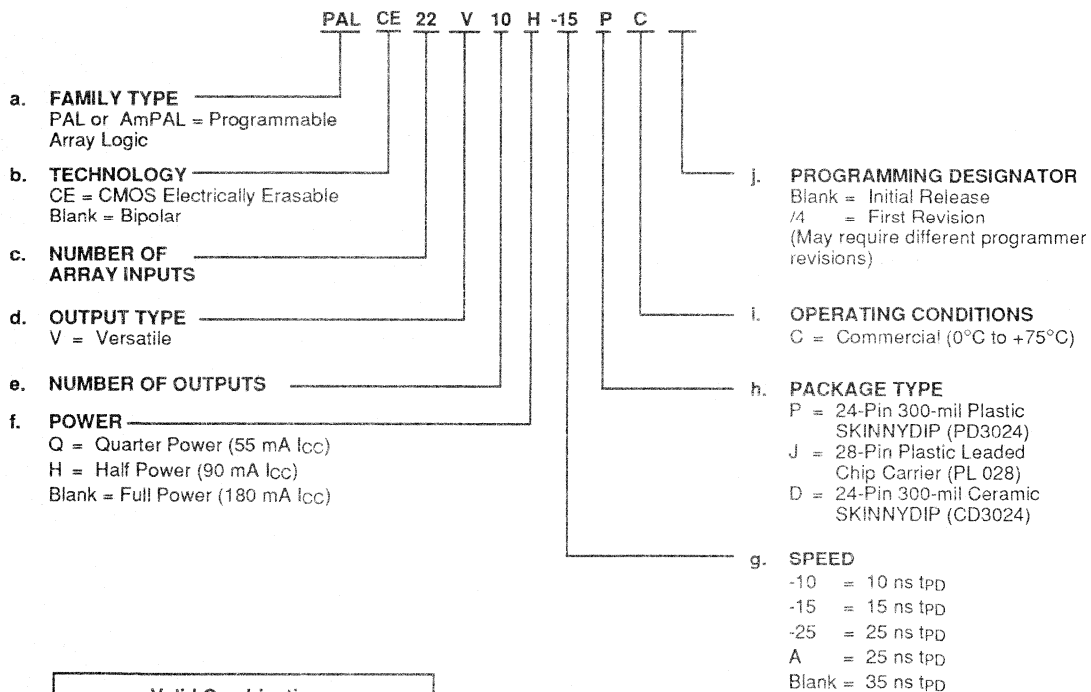 PAL CE 22 V 10 H -15 P C
a. FAMILY TYPE
PAL or AmPAL = Programmable
Array Logic
b. TECHNOLOGY
CE = CMOS Electrically Erasable
Blank = Bipolar
c. NUMBER OF
ARRAY INPUTS
d. OUTPUT TYPE
V = Versatile
e. NUMBER OF OUTPUTS
f. POWER
Q = Quarter Power (55 mA ICC)
H = Half Power (90 mA ICC)
Blank = Full Power (180 mA ICC)
j. PROGRAMMING DESIGNATOR
Blank = Initial Release
/4 = First Revision
(May require different programmer
revisions)
i. OPERATING CONDITIONS
C = Commercial (0°C to +75°C)
h. PACKAGE TYPE
P = 24-Pin 300-mil Plastic
SKINNYDIP (PD3024)
J = 28-Pin Plastic Leaded
Chip Carrier (PL 028)
D = 24-Pin 300-mil Ceramic
SKINNYDIP (CD3024)
g. SPEED
-10 = 10 ns tPD
-15 = 15 ns tPD
-25 = 25 ns tPD
A = 25 ns tPD
Blank = 35 ns tPD